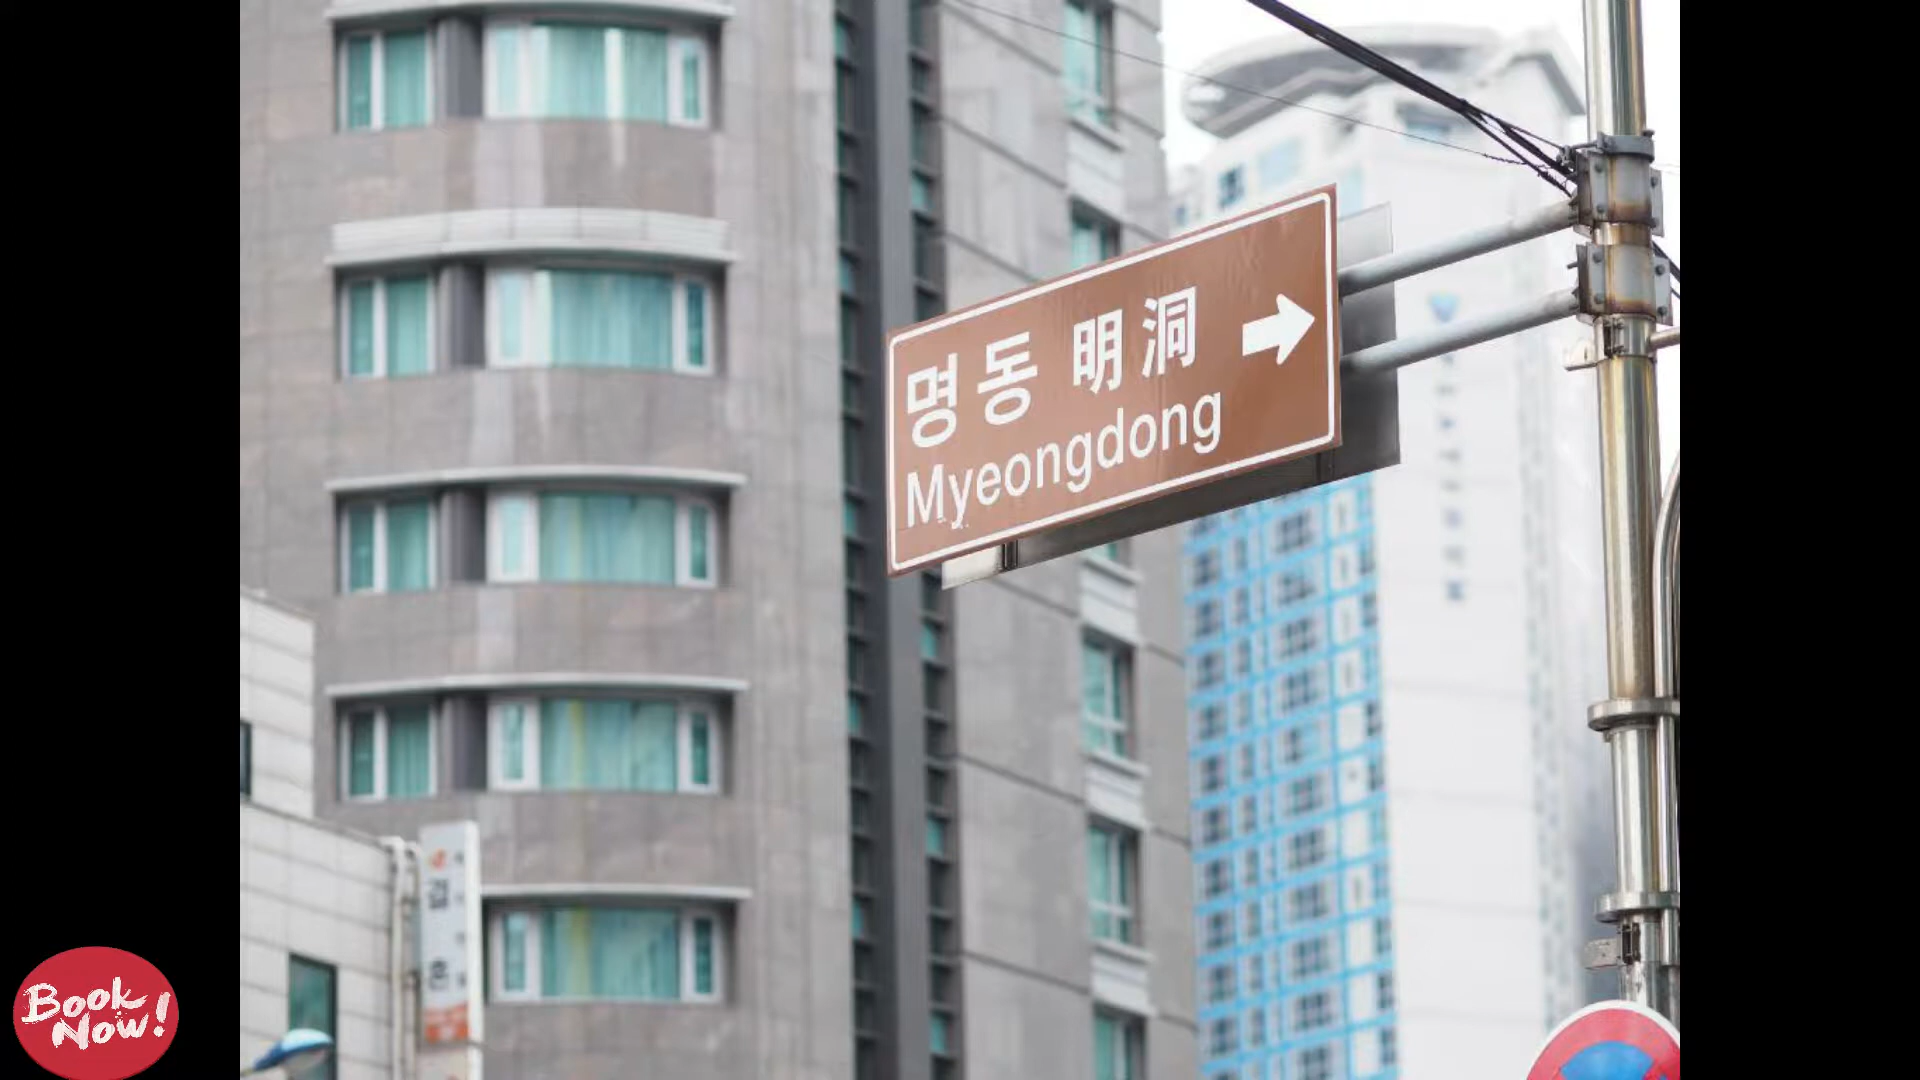 명동 明洞
Myeongdong
Book
Now!